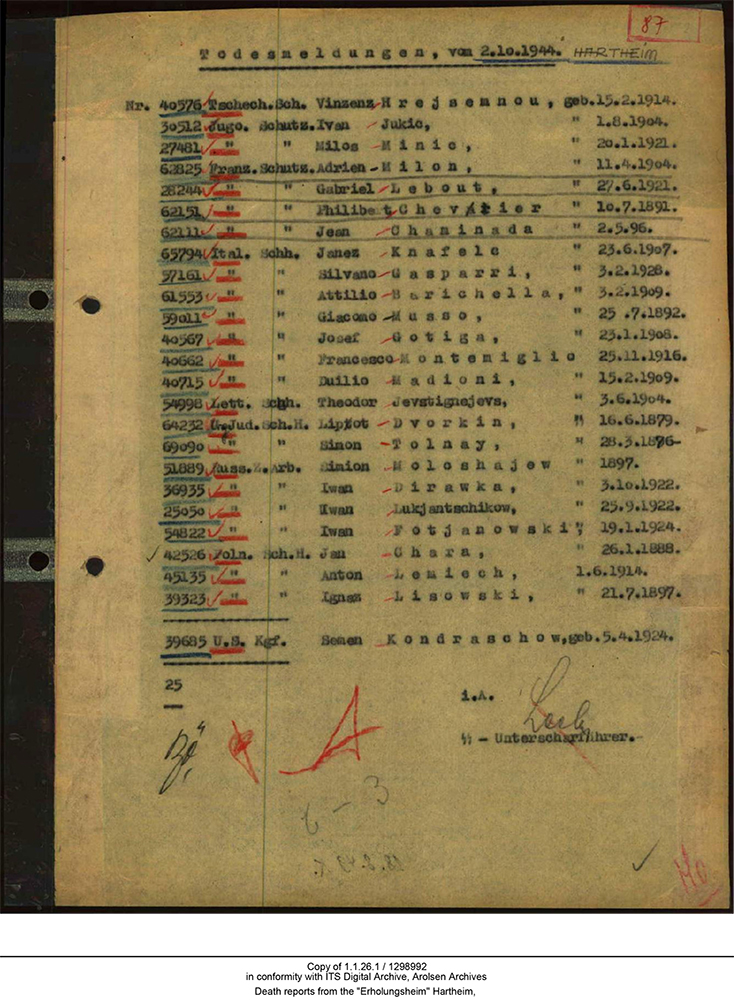 87
Todesmeldungen, vom 2.10.1944. HARTHEIM
Nr. 40576 Tschech.Sch. Vinzenz Hrejsemnou, geb.15.2.1914.
30512 Jugo. Schutz. Ivan Jukic, " 1.8.1904.
27481 " " Milos Minic, " 20.1.1921.
62825 Franz.Schutz. Adrien Milon, " 11.4.1904.
28244 " " Gabriel Lebout, " 27.6.1921.
62151 " " Philibert " 10.7.1891.
62111 " " Jean Chaminada " 2.5.96.
65794 Ital. Schh. Janez Knafelc " 23.6.1907.
57161 " " Silvano Gasparri, " 3.2.1928.
61553 " " Attilio Barichella, " 3.2.1909.
59011 " " Giacomo Musso, " 25 .7.1892.
40567 " " Josef Gotiga, " 23.1.1908.
40662 " " Francesco Montemiglio 25.11.1916.
40715 " " Duilio Madioni, " 15.2.1909.
54998 Lett. Schh. Theodor Jevstignejevs, " 3.6.1904.
64232 U.Jud.Sch.H. Dvorkin, " 16.6.1879.
69090 " " Simon Tolnay, " 28.3.1876-
51889 Russ.Z.Arb. Simion Moloshajew " 1897.
36935 " " Iwan Dirawka, " 3.10.1922.
25050 " " Iwan Lukjantschikow, " 25.9.1922.
54822 " " Iwan Fotjanowski, " 19.1.1924.
42526 Poln. Sch.H. Jan Chara, " 26.1.1888.
45135 " " Anton Lemiech, 1.6.1914.
39323 " " Ignaz Lisowski, " 21.7.1897.
39685 U.S. Kgf. Semen Kondraschow, geb.5.4.1924.
25
i.A.
- Unterscharführer.-
6 - 3
Copy of 1.1.26.1 / 1298992
in conformity with ITS Digital Archive, Arolsen Archives
Death reports from the "Erholungsheim" Hartheim,